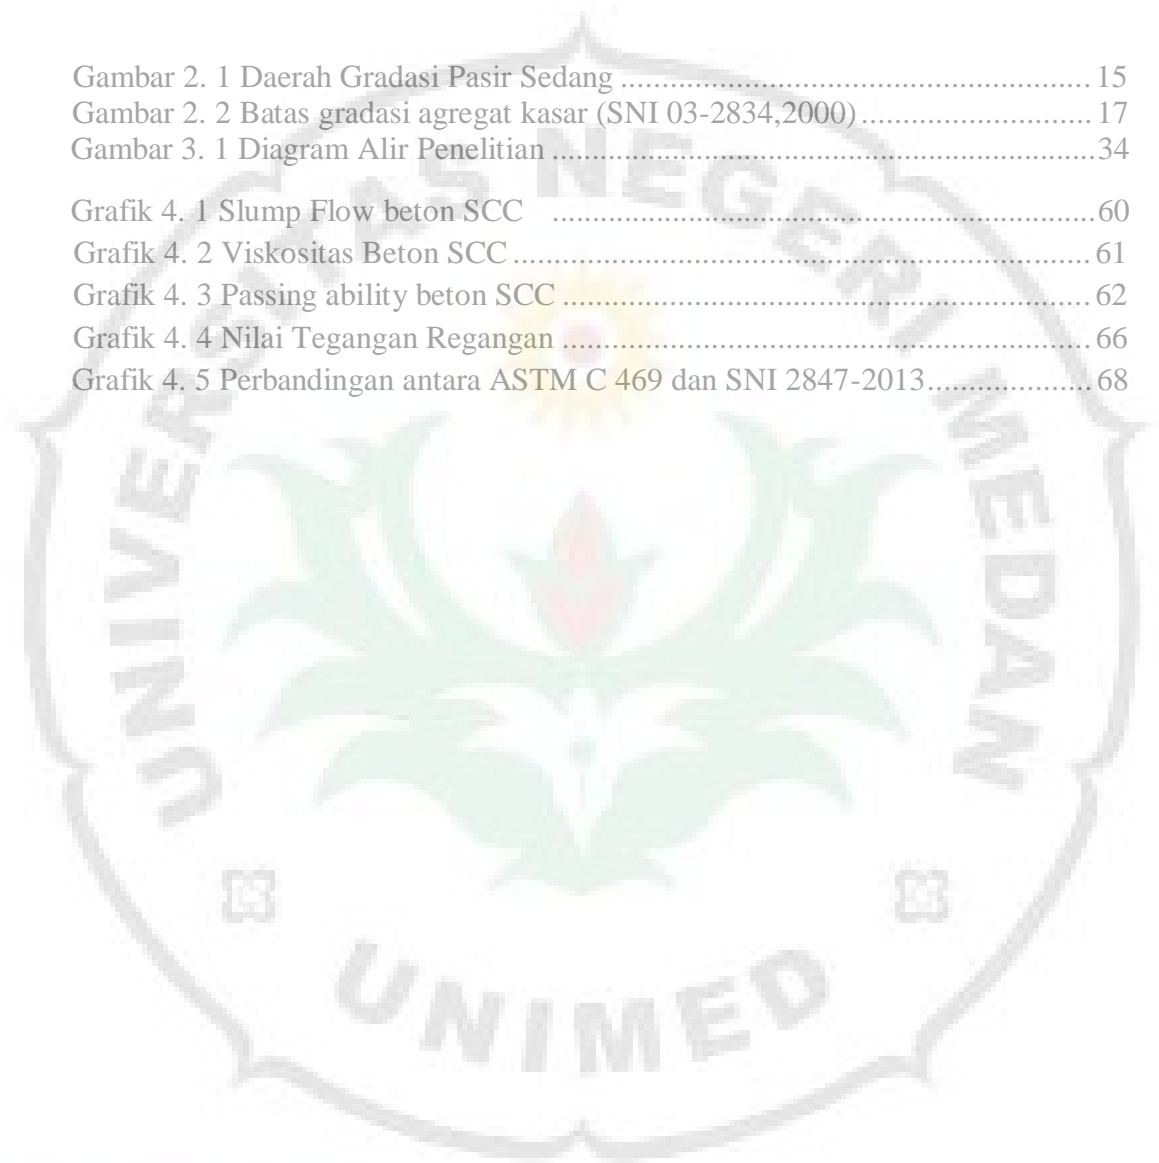 Gambar 2. 1 Daerah Gradasi Pasir Sedang ........................................................... 15
Gambar 2. 2 Batas gradasi agregat kasar (SNI 03-2834,2000) ............................. 17
Gambar 3. 1 Diagram Alir Penelitian .....................................................................34
Grafik 4. 1 Slump Flow beton SCC ....................................................................60
Grafik 4. 2 Viskositas Beton SCC ......................................................................... 61
Grafik 4. 3 Passing ability beton SCC ................................................................... 62
Grafik 4. 4 Nilai Tegangan Regangan ................................................................... 66
Grafik 4. 5 Perbandingan antara ASTM C 469 dan SNI 2847-2013.................... 68
UNIVERSITAS NEGERI MEDAN
UNIMED